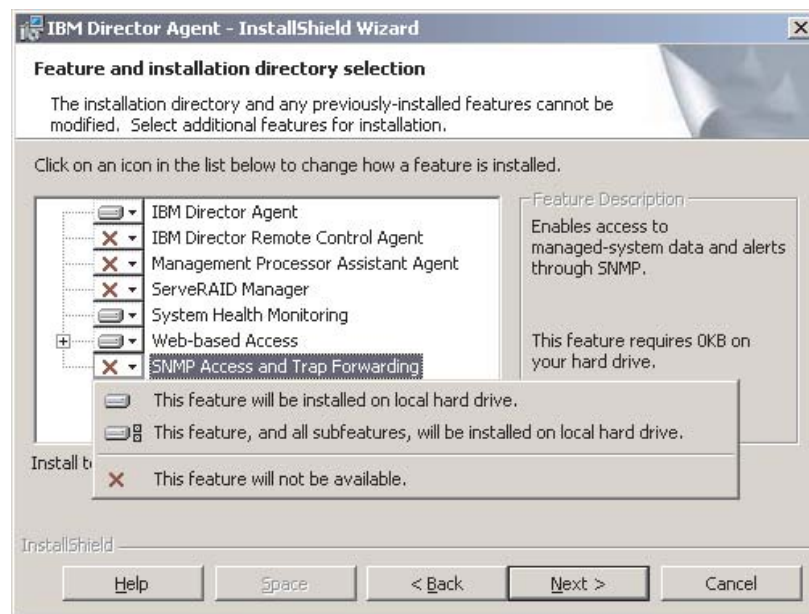 IBM Director Agent - InstallShield Wizard
Feature and installation directory selection
The installation directory and any previously-installed features cannot be
modified. Select additional features for installation.
Click on an icon in the list below to change how a feature is installed.
IBM Director Agent
IBM Director Remote Control Agent
Management Processor Assistant Agent
ServeRAID Manager
System Health Monitoring
Web-based Access
SNMP Access and Trap Forwarding
Feature Description
Enables access to
managed-system data and alerts
through SNMP.
This feature requires 0KB on
your hard drive.
This feature will be installed on local hard drive.
This feature, and all subfeatures, will be installed on local hard drive.
This feature will not be available.
Install
InstallShield
Help
Space
< Back
Next >
Cancel